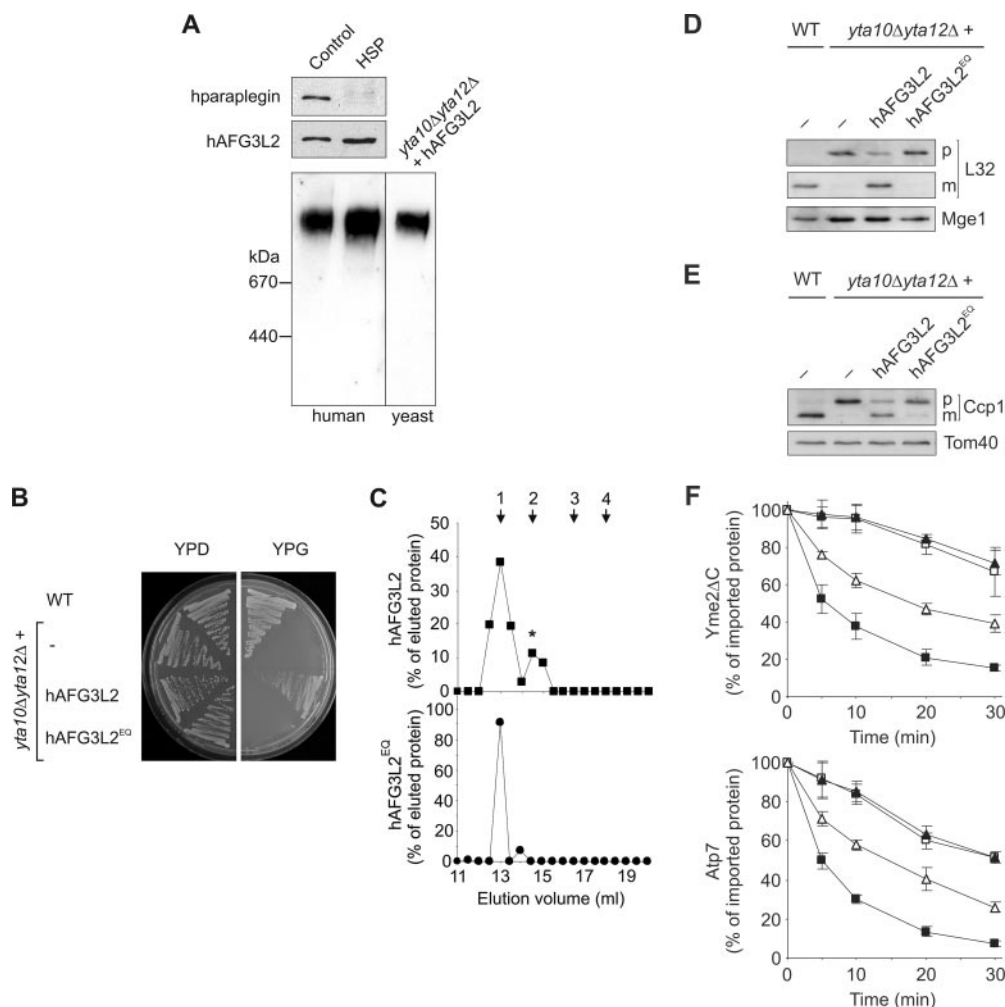 A
Control
HSP
hparaplegin
hAFG3L2
yta10Δyta12Δ
+ hAFG3L2
kDa
670
440
human
yeast
B
YPD
YPG
WT
yta10Δyta12Δ +
-
hAFG3L2
hAFG3L2EQ
C
1 2 3 4
hAFG3L2
(% of eluted protein)
50
40
30
20
10
0
*
hAFG3L2EQ
(% of eluted protein)
100
80
60
40
20
0
11 13 15 17 19
Elution volume (ml)
D
WT
yta10Δyta12Δ +
-
-
hAFG3L2
hAFG3L2EQ
p
m
L32
Mge1
E
WT
yta10Δyta12Δ +
-
-
hAFG3L2
hAFG3L2EQ
p
m
Ccp1
Tom40
F
Yme2ΔC
(% of imported protein)
100
80
60
40
20
0
0 10 20 30
Time (min)
Atp7
(% of imported protein)
100
80
60
40
20
0
0 10 20 30
Time (min)